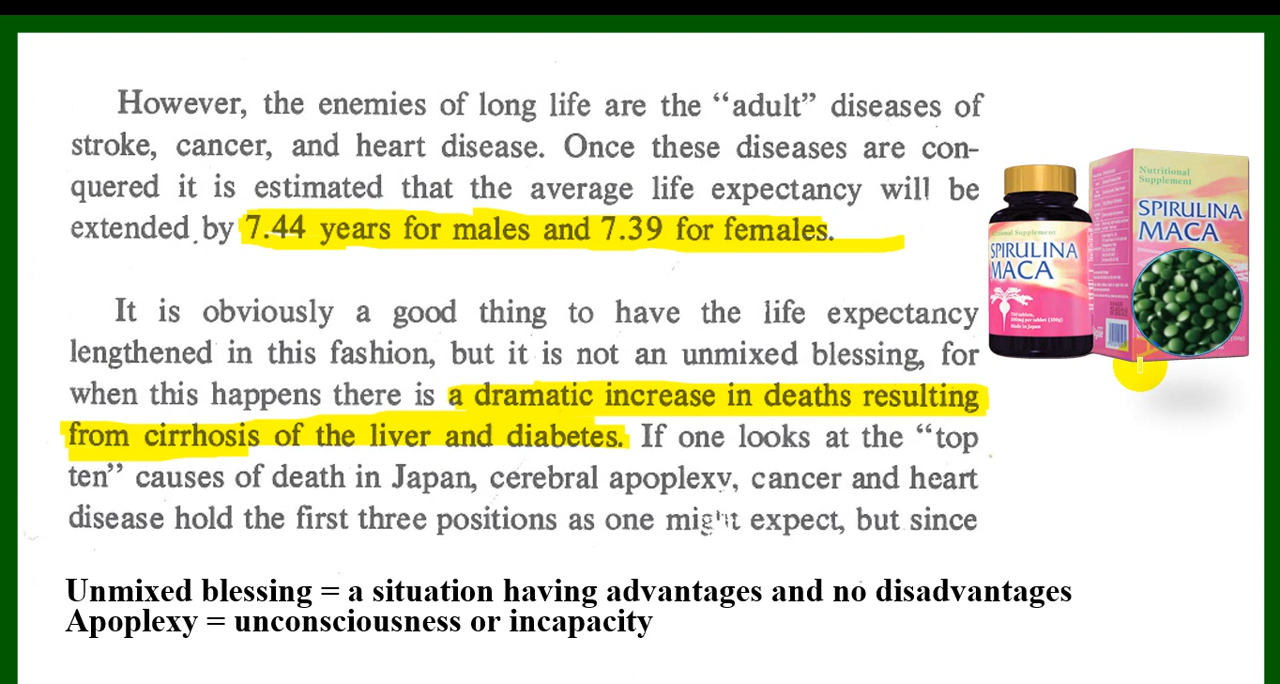 However, the enemies of long life are the “adult” diseases of
stroke, cancer, and heart disease. Once these diseases are con-
quered it is estimated that the average life expectancy will be
extended by 7.44 years for males and 7.39 for females.
It is obviously a good thing to have the life expectancy
lengthened in this fashion, but it is not an unmixed blessing, for
when this happens there is a dramatic increase in deaths resulting
from cirrhosis of the liver and diabetes. If one looks at the “top
ten” causes of death in Japan, cerebral apoplexy, cancer and heart
disease hold the first three positions as one might expect, but since
Unmixed blessing = a situation having advantages and no disadvantages
Apoplexy = unconsciousness or incapacity
Nutritional Supplement
SPIRULINA
MACA
Made in Japan
Nutritional
Supplement
SPIRULINA
MACA